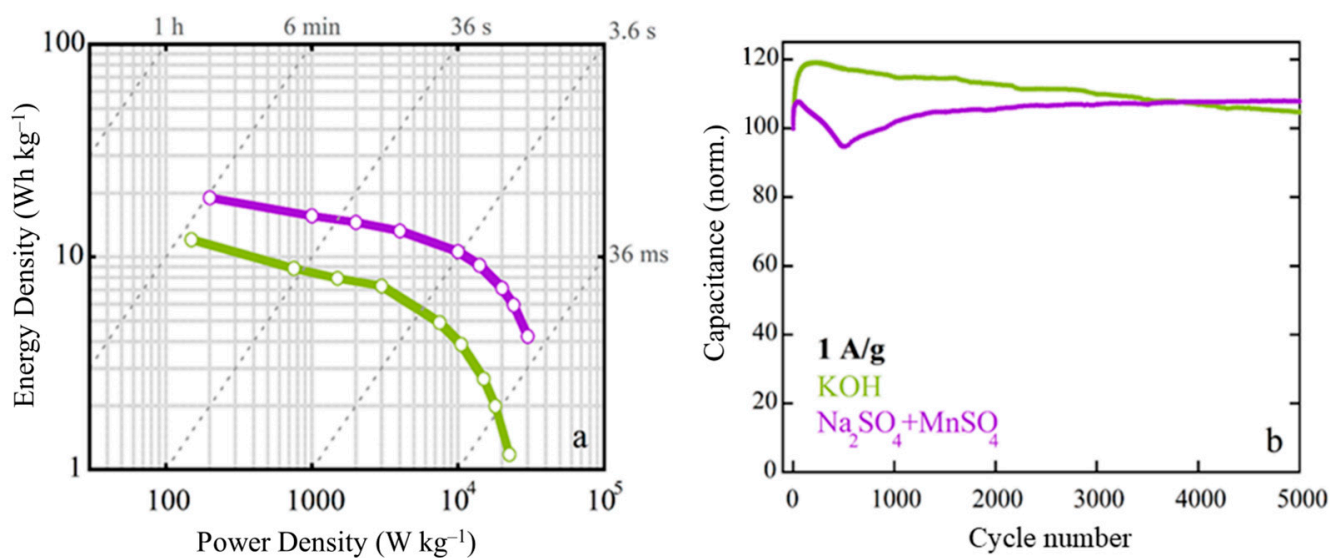 1 h 6 min 36 s 3.6 s
100
10
1
36 ms
Energy Density (Wh kg⁻¹)
a
100 1000 10⁴ 10⁵
Power Density (W kg⁻¹)
120
100
80
60
40
20
0
Capacitance (norm.)
1 A/g
KOH
Na₂SO₄+MnSO₄
b
0 1000 2000 3000 4000 5000
Cycle number